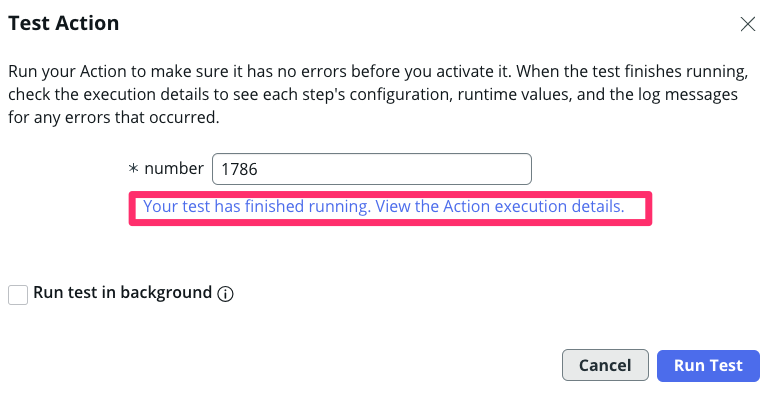 Test Action
Run your Action to make sure it has no errors before you activate it. When the test finishes running,
check the execution details to see each step's configuration, runtime values, and the log messages
for any errors that occurred.
* number 1786
Your test has finished running. View the Action execution details.
Run test in background
Cancel Run Test